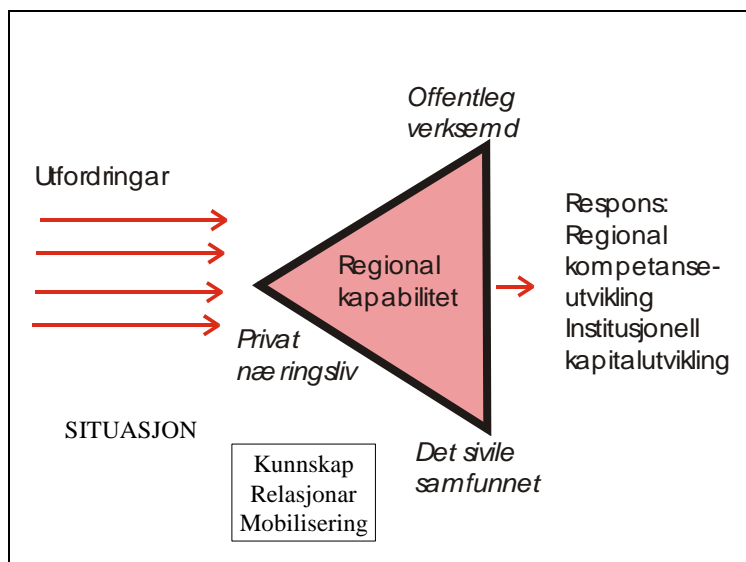 Offentleg
verksemd
Utfordringar
Respons:
Regional
kompetanse-
utvikling
Institusjonell
kapitalutvikling
Regional
kapabilitet
Privat
næringsliv
SITUASJON
Det sivile
samfunnet
Kunnskap
Relasjonar
Mobilisering